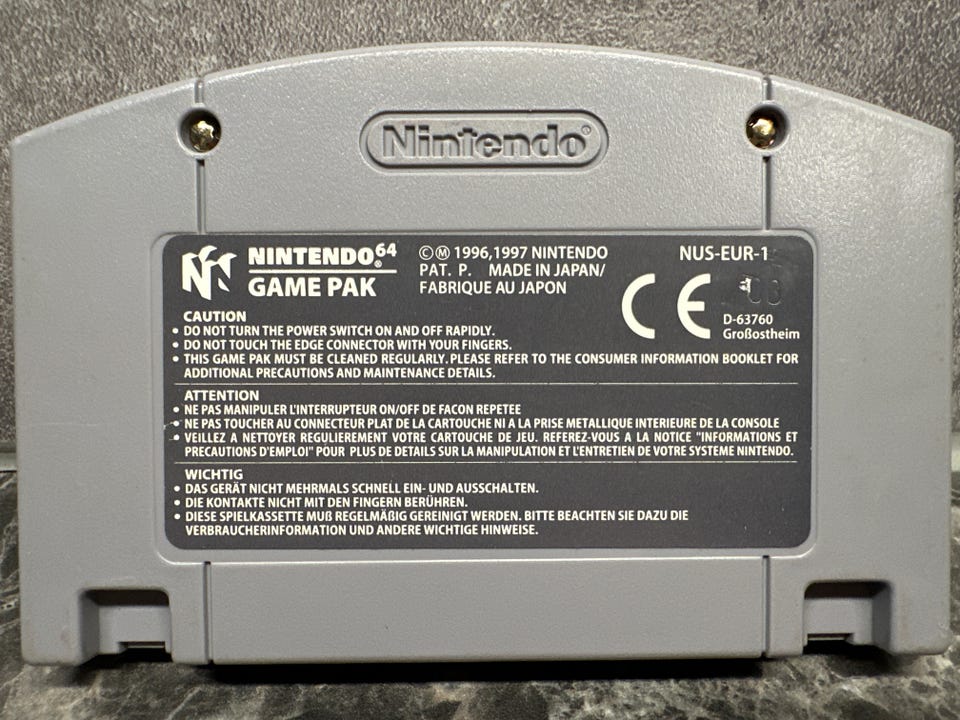 Nintendo®
NINTENDO64®
GAME PAK
©Ⓜ 1996,1997 NINTENDO
PAT. P. MADE IN JAPAN/
FABRIQUE AU JAPON
NUS-EUR-1
CE
D-63760
Großostheim
CAUTION
• DO NOT TURN THE POWER SWITCH ON AND OFF RAPIDLY.
• DO NOT TOUCH THE EDGE CONNECTOR WITH YOUR FINGERS.
• THIS GAME PAK MUST BE CLEANED REGULARLY. PLEASE REFER TO THE CONSUMER INFORMATION BOOKLET FOR
ADDITIONAL PRECAUTIONS AND MAINTENANCE DETAILS.
ATTENTION
• NE PAS MANIPULER L'INTERRUPTEUR ON/OFF DE FACON REPETEE
• NE PAS TOUCHER AU CONNECTEUR PLAT DE LA CARTOUCHE NI A LA PRISE METALLIQUE INTERIEURE DE LA CONSOLE
• VEILLEZ A NETTOYER REGULIEREMENT VOTRE CARTOUCHE DE JEU. REFEREZ-VOUS A LA NOTICE "INFORMATIONS ET
PRECAUTIONS D'EMPLOI" POUR PLUS DE DETAILS SUR LA MANIPULATION ET L'ENTRETIEN DE VOTRE SYSTEME NINTENDO.
WICHTIG
• DAS GERÄT NICHT MEHRMALS SCHNELL EIN- UND AUSSCHALTEN.
• DIE KONTAKTE NICHT MIT DEN FINGERN BERÜHREN.
• DIESE SPIELKASSETTE MUß REGELMÄßIG GEREINIGT WERDEN. BITTE BEACHTEN SIE DAZU DIE
VERBRAUCHERINFORMATION UND ANDERE WICHTIGE HINWEISE.